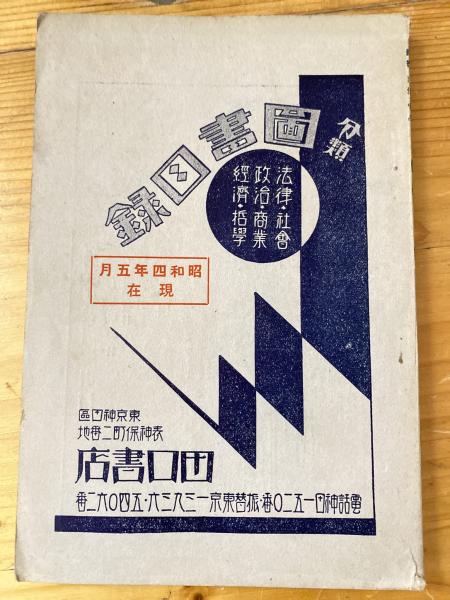 分類
圖書目録
法律・社會
政治・商業
經濟・哲學
昭和四年五月
現在
東京神田區
表神保町二番地
田口書店
電話神田一五二〇番・振替東京一三九三六・五四〇六二番